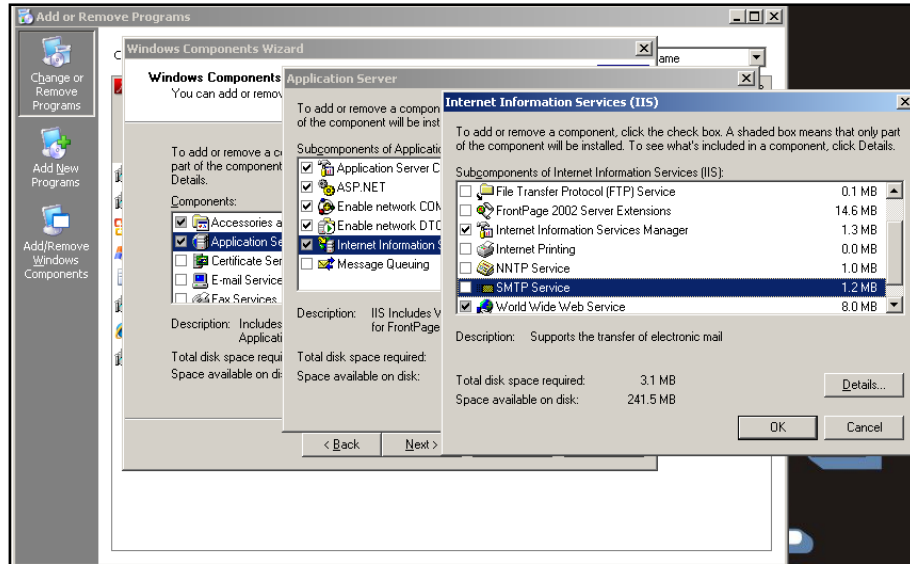 Add or Remove Programs
Change or
Remove
Programs
Add New
Programs
Add/Remove
Windows
Components
C
ame
Windows Components Wizard
Windows Components
You can add or remov
To add or remove a c
part of the component
Details.
Components:
Accessories a
Application Se
Certificate Ser
E-mail Service
Fax Services
Description: Includes
Applicati
Total disk space requi
Space available on di
Application Server
To add or remove a compon
of the component will be inst
Subcomponents of Applicatio
Application Server C
ASP.NET
Enable network COM
Enable network DTC
Internet Information S
Message Queuing
Description: IIS Includes V
for FrontPage
Total disk space required:
Space available on disk:
< Back
Next >
Internet Information Services (IIS)
To add or remove a component, click the check box. A shaded box means that only part
of the component will be installed. To see what's included in a component, click Details.
Subcomponents of Internet Information Services (IIS):
File Transfer Protocol (FTP) Service 0.1 MB
FrontPage 2002 Server Extensions 14.6 MB
Internet Information Services Manager 1.3 MB
Internet Printing 0.0 MB
NNTP Service 1.0 MB
SMTP Service 1.2 MB
World Wide Web Service 8.0 MB
Description: Supports the transfer of electronic mail
Total disk space required: 3.1 MB
Space available on disk: 241.5 MB
Details...
OK
Cancel